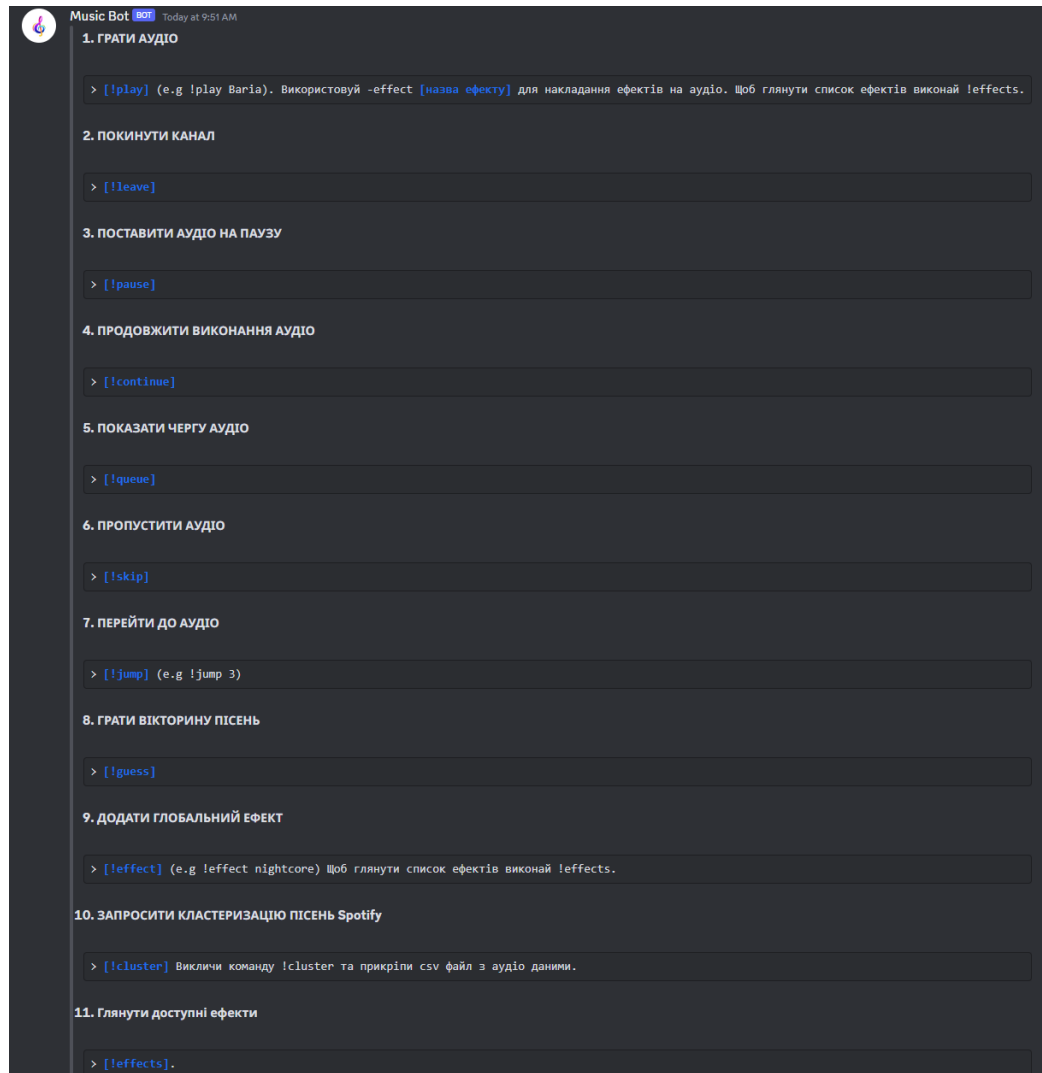 Music Bot BOT Today at 9:51 AM
1. ГРАТИ АУДІО
> [!play] (e.g !play Baria). Використовуй -effect [назва ефекту] для накладання ефектів на аудіо. Щоб глянути список ефектів виконай !effects.
2. ПОКИНУТИ КАНАЛ
> [!leave]
3. ПОСТАВИТИ АУДІО НА ПАУЗУ
> [!pause]
4. ПРОДОВЖИТИ ВИКОНАННЯ АУДІО
> [!continue]
5. ПОКАЗАТИ ЧЕРГУ АУДІО
> [!queue]
6. ПРОПУСТИТИ АУДІО
> [!skip]
7. ПЕРЕЙТИ ДО АУДІО
> [!jump] (e.g !jump 3)
8. ГРАТИ ВІКТОРИНУ ПІСЕНЬ
> [!guess]
9. ДОДАТИ ГЛОБАЛЬНИЙ ЕФЕКТ
> [!effect] (e.g !effect nightcore) Щоб глянути список ефектів виконай !effects.
10. ЗАПРОСИТИ КЛАСТЕРИЗАЦІЮ ПІСЕНЬ Spotify
> [!cluster] Викличи команду !cluster та прикріпи csv файл з аудіо даними.
11. Глянути доступні ефекти
> [!effects].